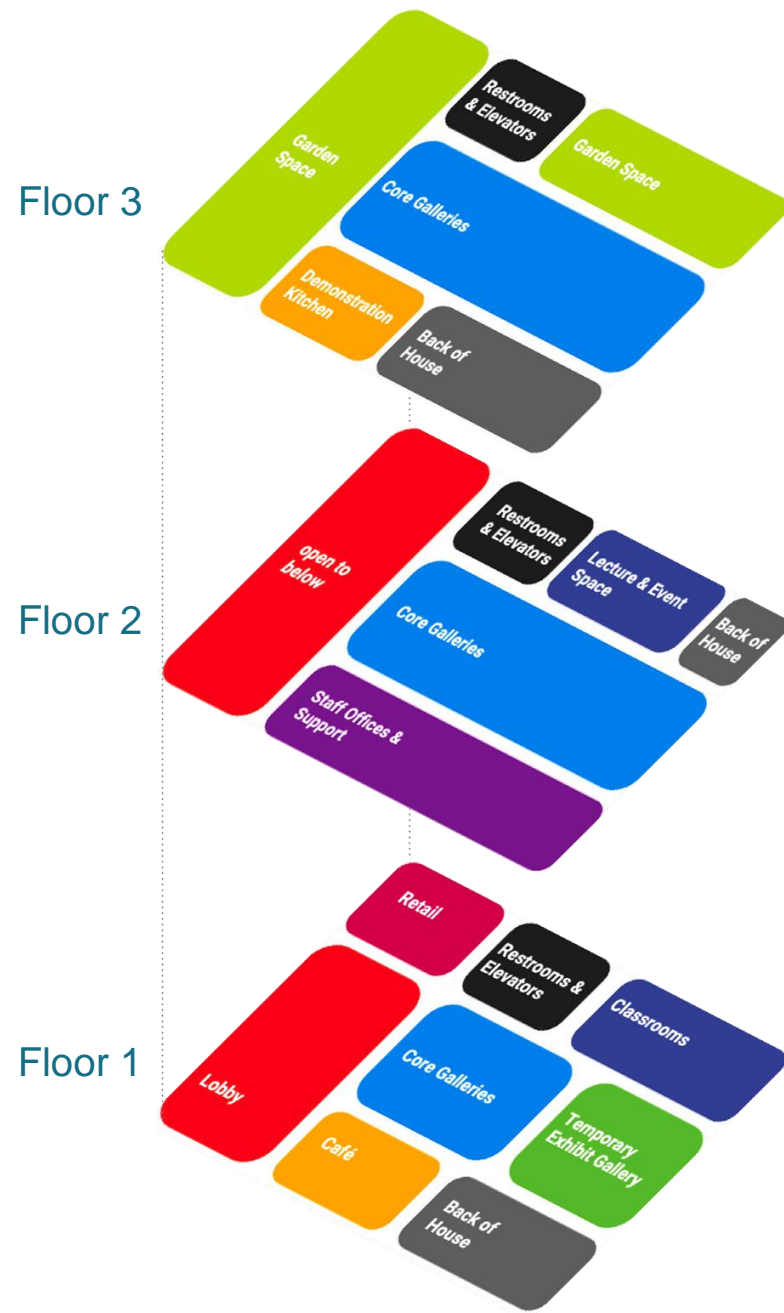 Restrooms
& Elevators
Garden Space
Garden
Space
Core Galleries
Floor 3
Demonstration
Kitchen
Back of
House
Restrooms
& Elevators
Lecture & Event
Space
open to
below
Back of
House
Floor 2
Core Galleries
Staff Offices &
Support
Retail
Restrooms &
Elevators
Classrooms
Floor 1
Core Galleries
Lobby
Temporary
Exhibit Gallery
Café
Back of
House